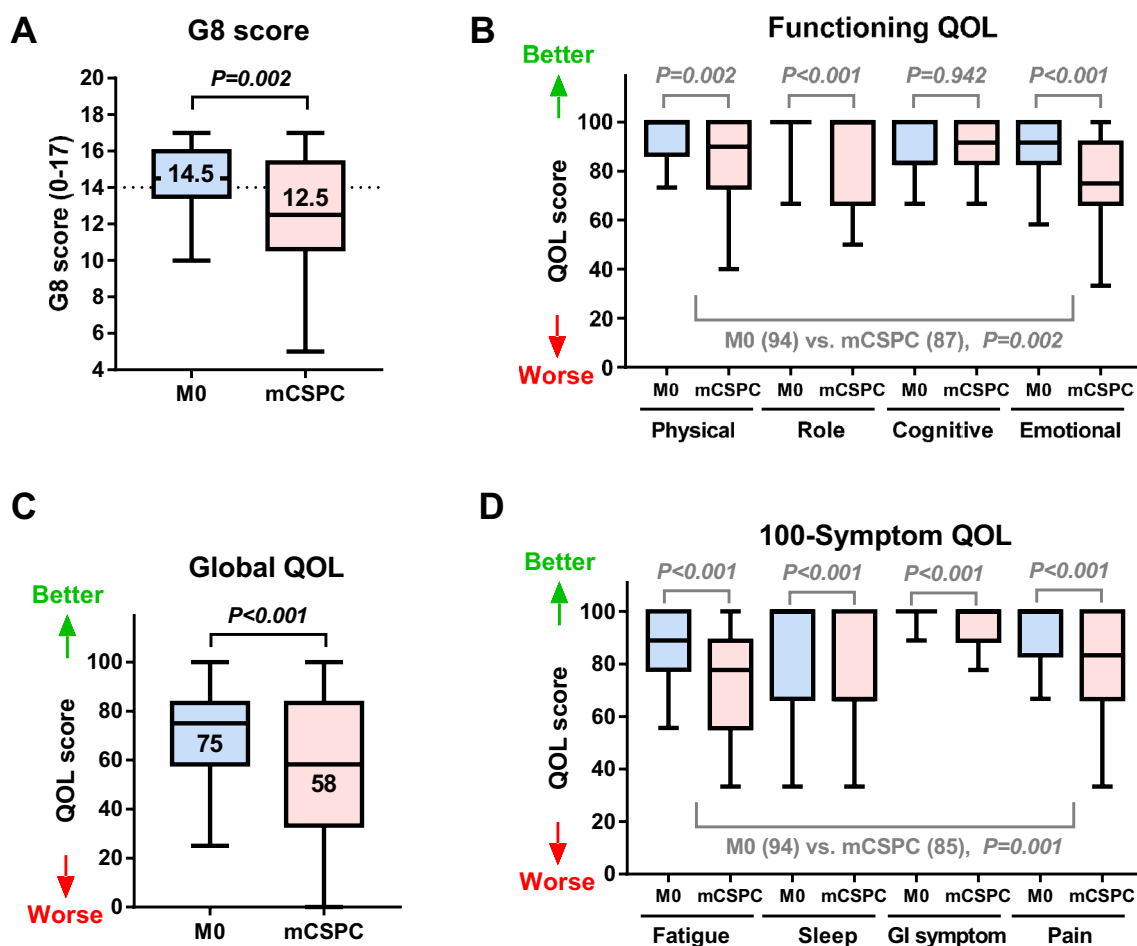 A
G8 score
P=0.002
G8 score (0-17)
20
18
16
14
12
10
8
6
4
14.5
12.5
M0
mCSPC
B
Functioning QOL
Better
Worse
QOL score
P=0.002
P<0.001
P=0.942
P<0.001
100
80
60
40
20
0
M0 (94) vs. mCSPC (87), P=0.002
M0 mCSPC M0 mCSPC M0 mCSPC M0 mCSPC
Physical Role Cognitive Emotional
C
Global QOL
Better
Worse
QOL score
P<0.001
100
80
60
40
20
0
75
58
M0
mCSPC
D
100-Symptom QOL
Better
Worse
QOL score
P<0.001
P<0.001
P<0.001
P<0.001
100
80
60
40
20
0
M0 (94) vs. mCSPC (85), P=0.001
M0 mCSPC M0 mCSPC M0 mCSPC M0 mCSPC
Fatigue Sleep GI symptom Pain